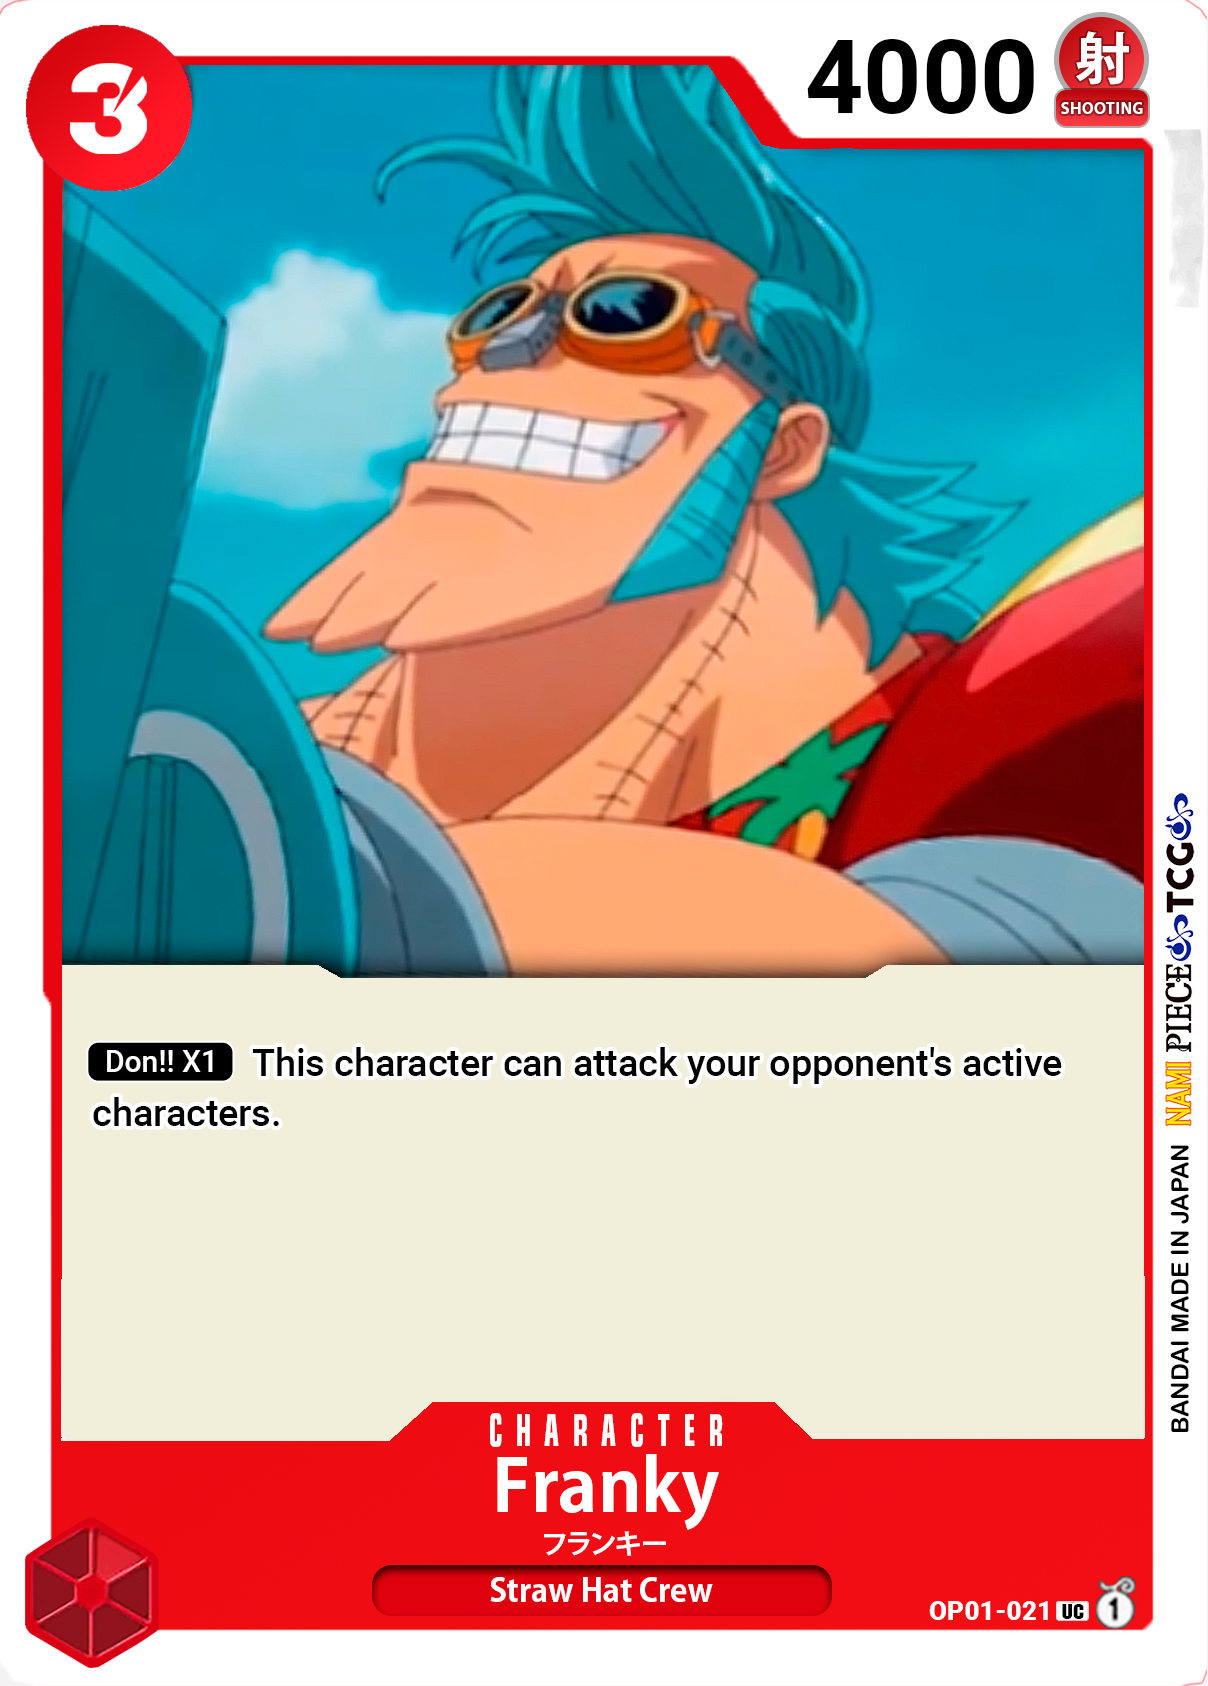 3
4000
射
SHOOTING
Don!! X1 This character can attack your opponent's active
characters.
CHARACTER
Franky
フランキー
Straw Hat Crew
OP01-021 UC 1
BANDAI MADE IN JAPAN NAMI PIECE TCG